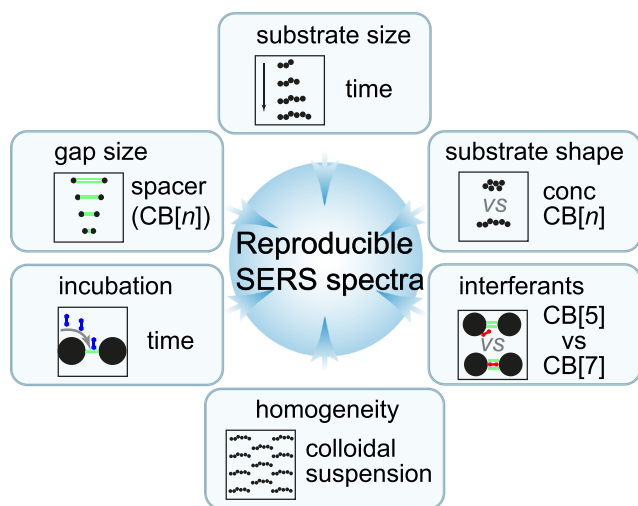 substrate size
time
gap size
spacer
(CB[n])
substrate shape
vs
conc
CB[n]
Reproducible
SERS spectra
incubation
time
interferants
vs
CB[5]
vs
CB[7]
homogeneity
colloidal
suspension